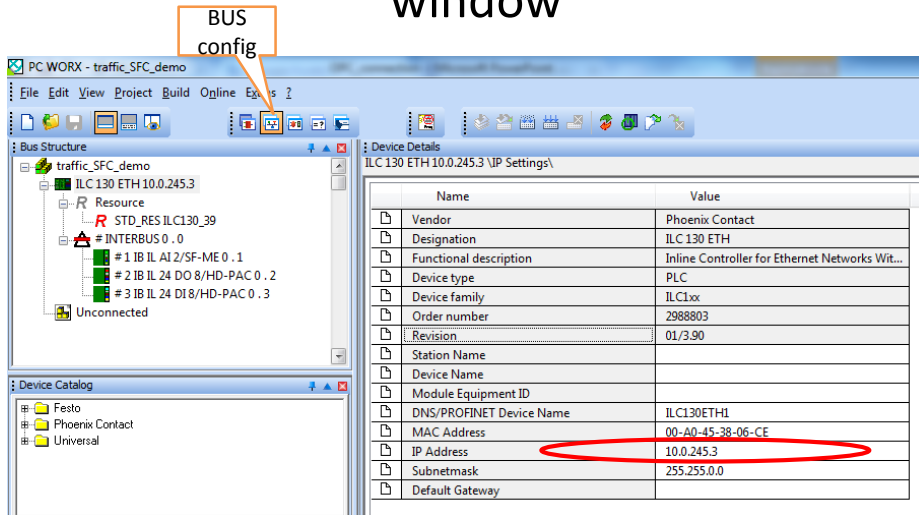 window
BUS
config
PC WORX - traffic_SFC_demo
File Edit View Project Build Online Extras ?
Bus Structure
traffic_SFC_demo
ILC 130 ETH 10.0.245.3
R Resource
R STD_RES ILC130_39
# INTERBUS 0 . 0
# 1 IB IL AI 2/SF-ME 0 . 1
# 2 IB IL 24 DO 8/HD-PAC 0 . 2
# 3 IB IL 24 DI 8/HD-PAC 0 . 3
Unconnected
Device Catalog
Festo
Phoenix Contact
Universal
Device Details
ILC 130 ETH 10.0.245.3 \IP Settings\
Name Value
Vendor Phoenix Contact
Designation ILC 130 ETH
Functional description Inline Controller for Ethernet Networks Wit...
Device type PLC
Device family ILC1xx
Order number 2988803
Revision 01/3.90
Station Name
Device Name
Module Equipment ID
DNS/PROFINET Device Name ILC130ETH1
MAC Address 00-A0-45-38-06-CE
IP Address 10.0.245.3
Subnetmask 255.255.0.0
Default Gateway